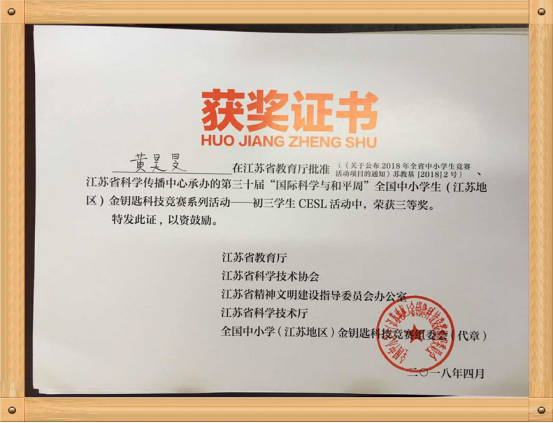 获奖证书
HUO JIANG ZHENG SHU
黄昊旻 在江苏省教育厅批准(《关于公布2018年全省中小学生竞赛活动项目的通知》苏教基[2018]2号)、
江苏省科学传播中心承办的第三十届“国际科学与和平周”全国中小学生(江苏地
区)金钥匙科技竞赛系列活动——初三学生CESL活动中,荣获三等奖。
特发此证,以资鼓励。
江苏省教育厅
江苏省科学技术协会
江苏省精神文明建设指导委员会办公室
江苏省科学技术厅
全国中小学(江苏地区)金钥匙科技竞赛组委会(代章)
二〇一八年四月